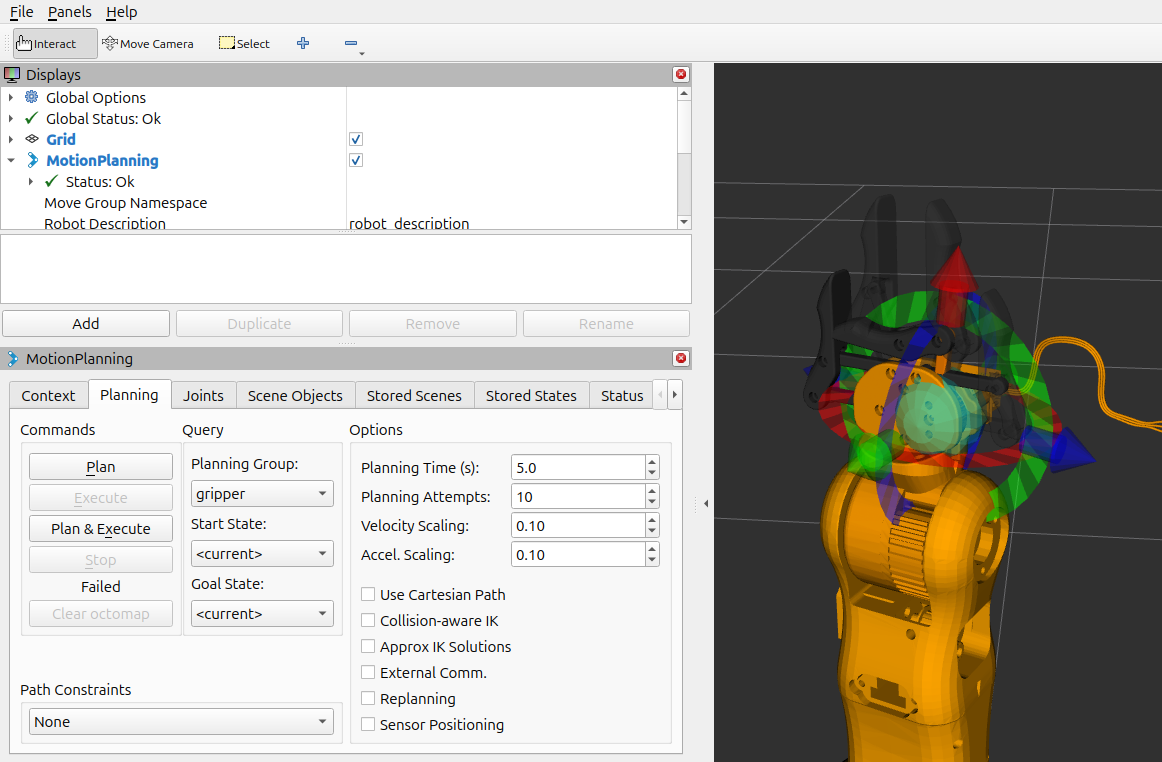 File Panels Help
Interact Move Camera Select
Displays
Global Options
Global Status: Ok
Grid
MotionPlanning
Status: Ok
Move Group Namespace
Robot Description robot_description
Add Duplicate Remove Rename
MotionPlanning
Context Planning Joints Scene Objects Stored Scenes Stored States Status
Commands Query Options
Plan
Execute
Plan & Execute
Stop
Failed
Clear octomap
Planning Group:
gripper
Start State:
<current>
Goal State:
<current>
Path Constraints
None
Planning Time (s): 5.0
Planning Attempts: 10
Velocity Scaling: 0.10
Accel. Scaling: 0.10
Use Cartesian Path
Collision-aware IK
Approx IK Solutions
External Comm.
Replanning
Sensor Positioning